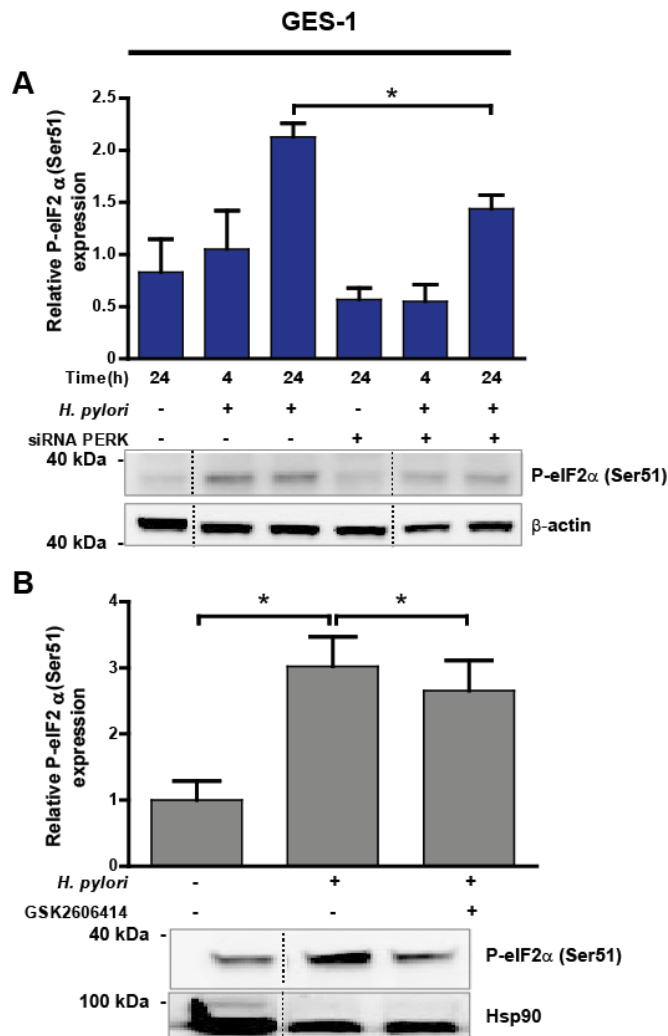 GES-1
A
Relative P-eIF2 α (Ser51)
expression
2.5
2.0
1.5
1.0
0.5
0
*
Time(h) 24 4 24 24 4 24
H. pylori - + + - + +
siRNA PERK - - - + + +
40 kDa -
P-eIF2α (Ser51)
β-actin
40 kDa -
B
Relative P-eIF2 α (Ser51)
expression
4
3
2
1
0
* *
H. pylori - + +
GSK2606414 - - +
40 kDa -
P-eIF2α (Ser51)
100 kDa -
Hsp90